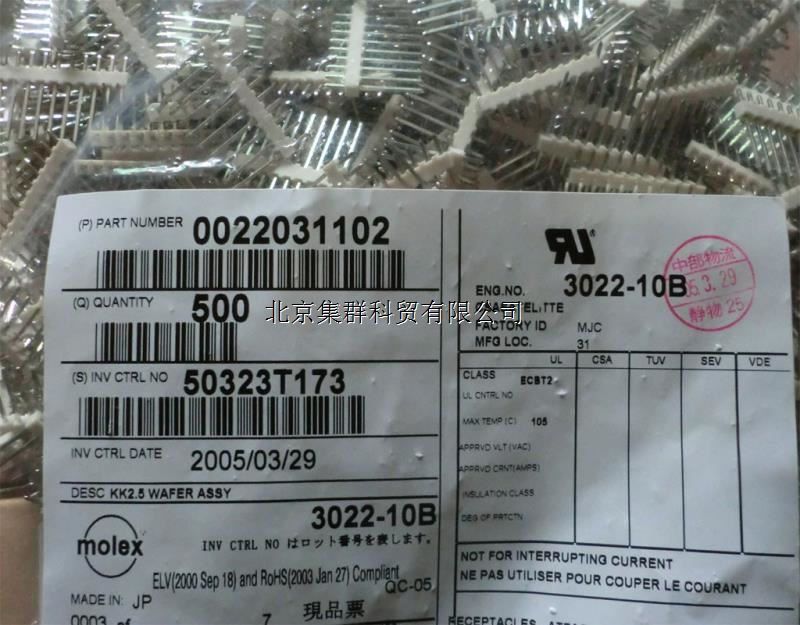 (P) PART NUMBER 0022031102
(Q) QUANTITY 500
(S) INV CTRL NO 50323T173
INV CTRL DATE 2005/03/29
DESC KK2.5 WAFER ASSY
3022-10B
molex
INV CTRL NO はロット番号を表します。
ELV(2000 Sep 18) and RoHS(2003 Jan 27) Compliant
QC-05
MADE IN: JP
現品票
0003 of 7
北京集群科贸有限公司
ENG.NO. 3022-10B
FACTORY ID MJC
MFG LOC. 31
中部物流
3.29
静物 25
UL CSA TUV SEV VDE
CLASS ECBT2
UL CNTRL NO
MAX TEMP (C) 105
APPRVD VLT (VAC)
APPRVD CRNT(AMPS)
INSULATION CLASS
DEG OF PRTCTN
NOT FOR INTERRUPTING CURRENT
NE PAS UTILISER POUR COUPER LE COURANT